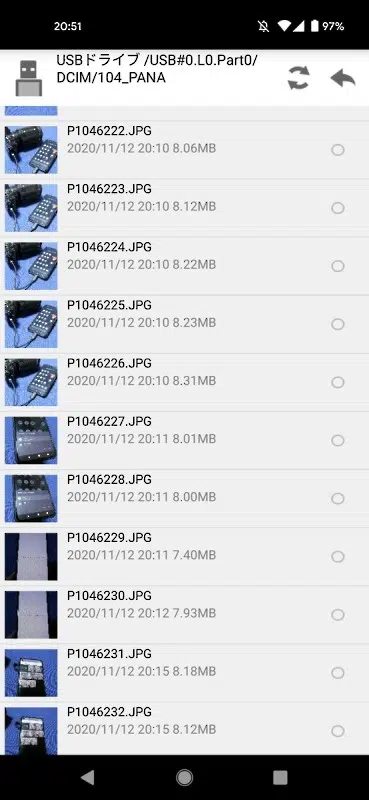 20:51
97%
USBドライブ /USB#0.L0.Part0/
DCIM/104_PANA
P1046222.JPG
2020/11/12 20:10 8.06MB
P1046223.JPG
2020/11/12 20:10 8.12MB
P1046224.JPG
2020/11/12 20:10 8.22MB
P1046225.JPG
2020/11/12 20:10 8.23MB
P1046226.JPG
2020/11/12 20:10 8.31MB
P1046227.JPG
2020/11/12 20:11 8.01MB
P1046228.JPG
2020/11/12 20:11 8.00MB
P1046229.JPG
2020/11/12 20:11 7.40MB
P1046230.JPG
2020/11/12 20:12 7.93MB
P1046231.JPG
2020/11/12 20:15 8.18MB
P1046232.JPG
2020/11/12 20:15 8.12MB